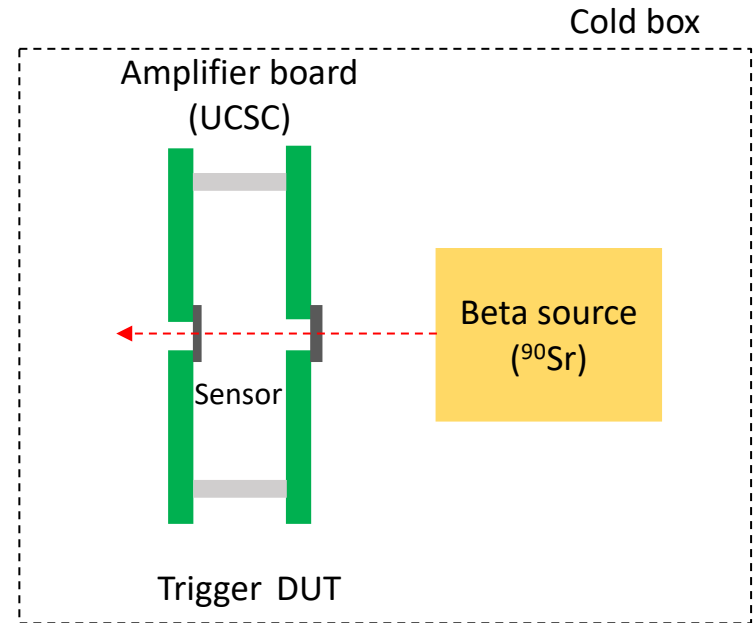 Cold box
Amplifier board
(UCSC)
Beta source
(⁹⁰Sr)
Sensor
Trigger DUT